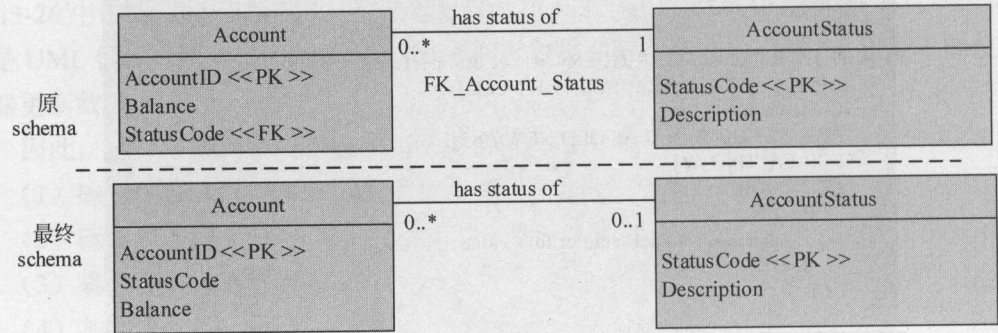 has status of
Account
AccountStatus
0..*
1
AccountID <<PK >>
Balance
StatusCode <<FK >>
FK_Account_Status
StatusCode <<PK >>
Description
原
schema
has status of
Account
AccountStatus
0..*
0.1
AccountID <<PK >>
StatusCode
Balance
StatusCode <<PK >>
Description
最终
schema